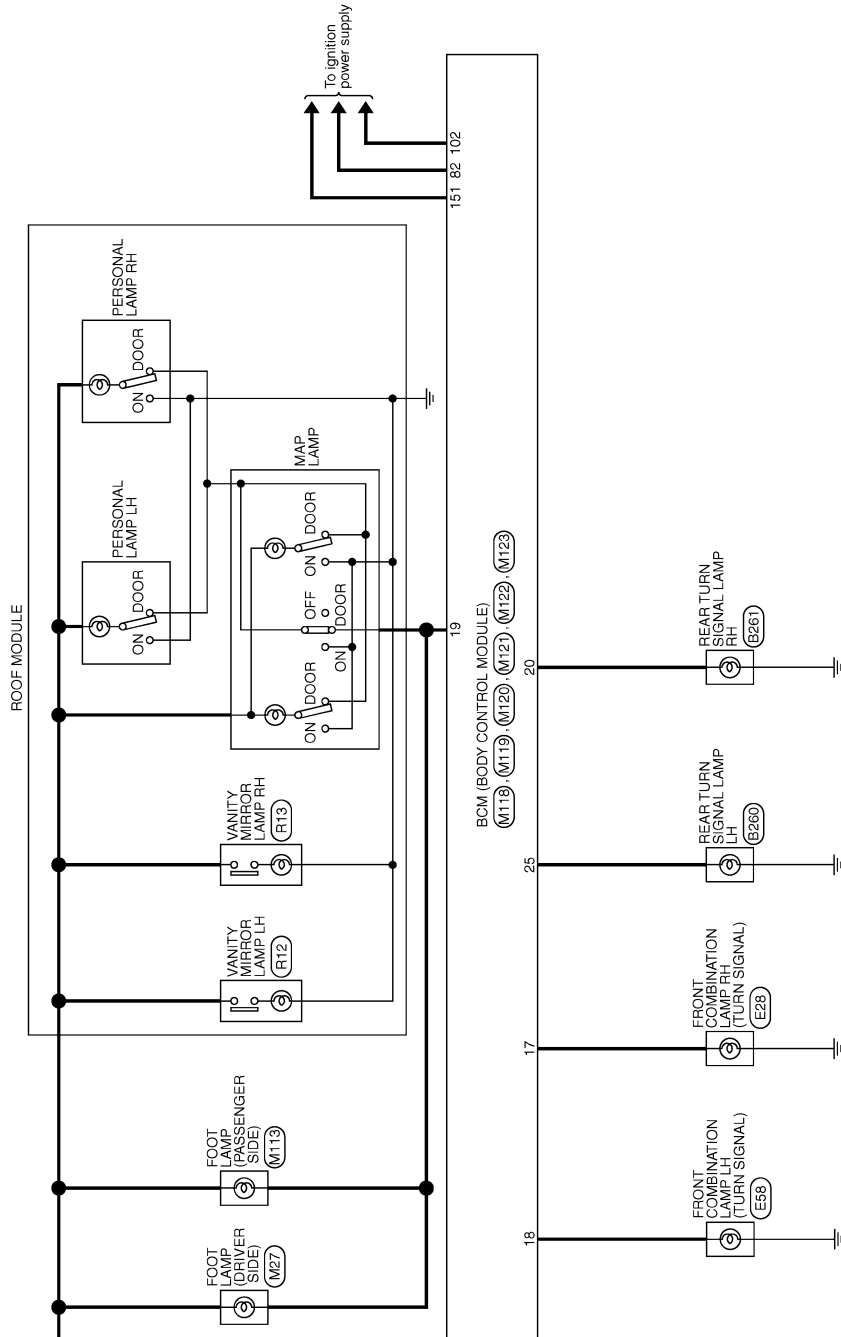 To ignition
power supply
151
82
102
ROOF MODULE
PERSONAL
LAMP RH
ON
DOOR
PERSONAL
LAMP LH
ON
DOOR
MAP
LAMP
ON
DOOR
OFF
DOOR
ON
ON
DOOR
VANITY
MIRROR
LAMP RH
R13
VANITY
MIRROR
LAMP LH
R12
FOOT
LAMP
(PASSENGER
SIDE)
M113
FOOT
LAMP
(DRIVER
SIDE)
M27
19
BCM (BODY CONTROL MODULE)
M118 , M119 , M120 , M121 , M122 , M123
20
REAR TURN
SIGNAL LAMP
RH
B261
25
REAR TURN
SIGNAL LAMP
LH
B260
17
FRONT
COMBINATION
LAMP RH
(TURN SIGNAL)
E28
18
FRONT
COMBINATION
LAMP LH
(TURN SIGNAL)
E58